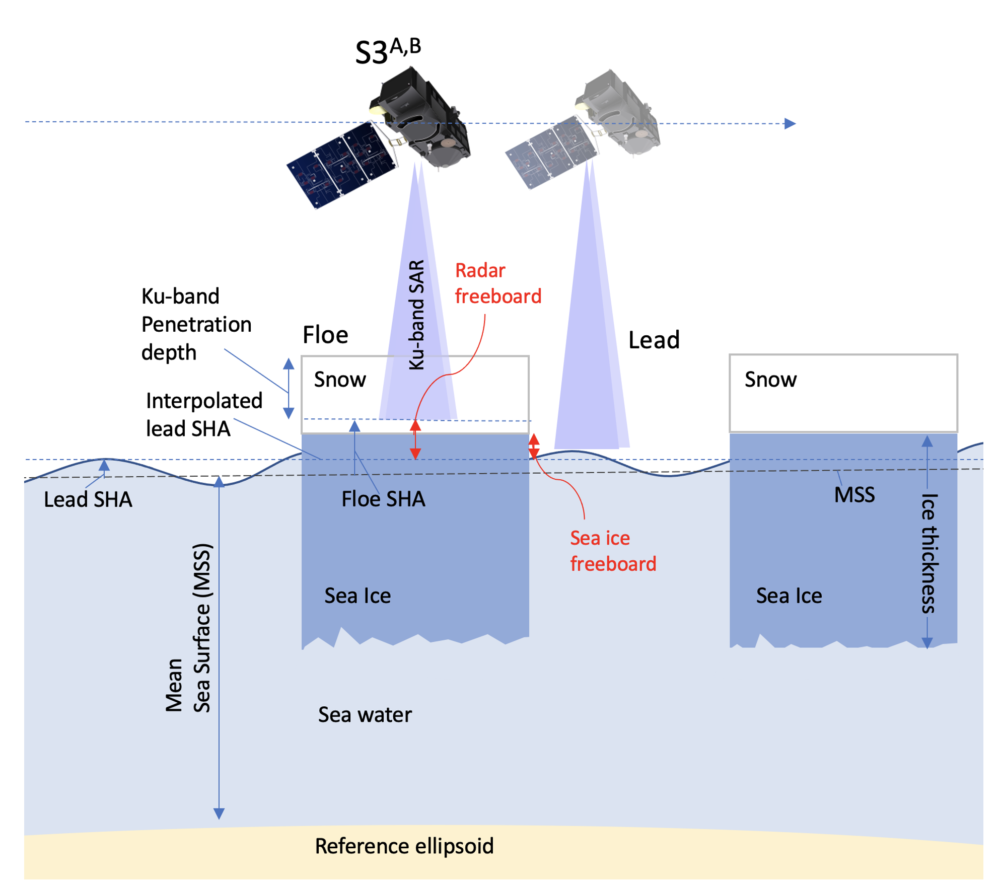 S3A,B
Ku-band SAR
Radar
freeboard
Ku-band
Penetration
depth
Floe
Lead
Snow
Snow
Interpolated
lead SHA
Lead SHA
Floe SHA
MSS
Ice thickness
Sea ice
freeboard
Mean
Sea Surface (MSS)
Sea Ice
Sea Ice
Sea water
Reference ellipsoid